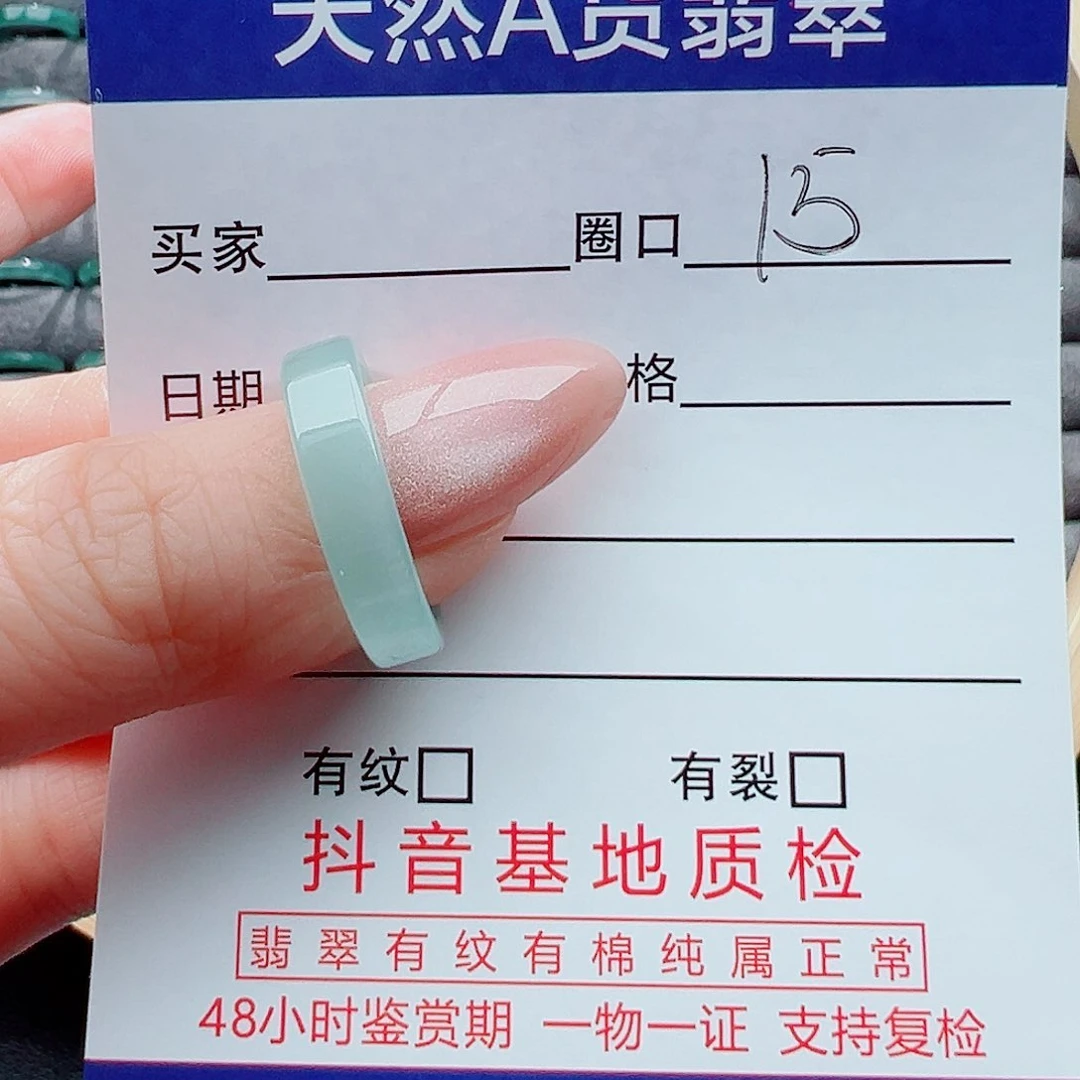 天然A货翡翠
买家 圈口 15
日期 格
有纹□ 有裂□
抖音基地质检
翡翠有纹有棉纯属正常
48小时鉴赏期 一物一证 支持复检